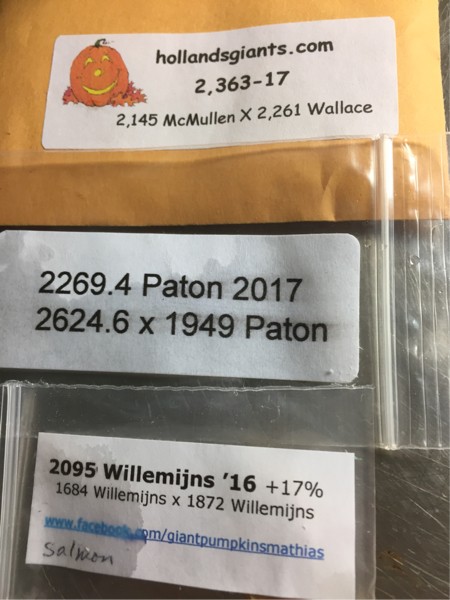 hollandsgiants.com
2,363-17
2,145 McMullen X 2,261 Wallace
2269.4 Paton 2017
2624.6 x 1949 Paton
2095 Willemijns '16 +17%
1684 Willemijns x 1872 Willemijns
www.facebook.com/giantpumpkinsmathias
salmon